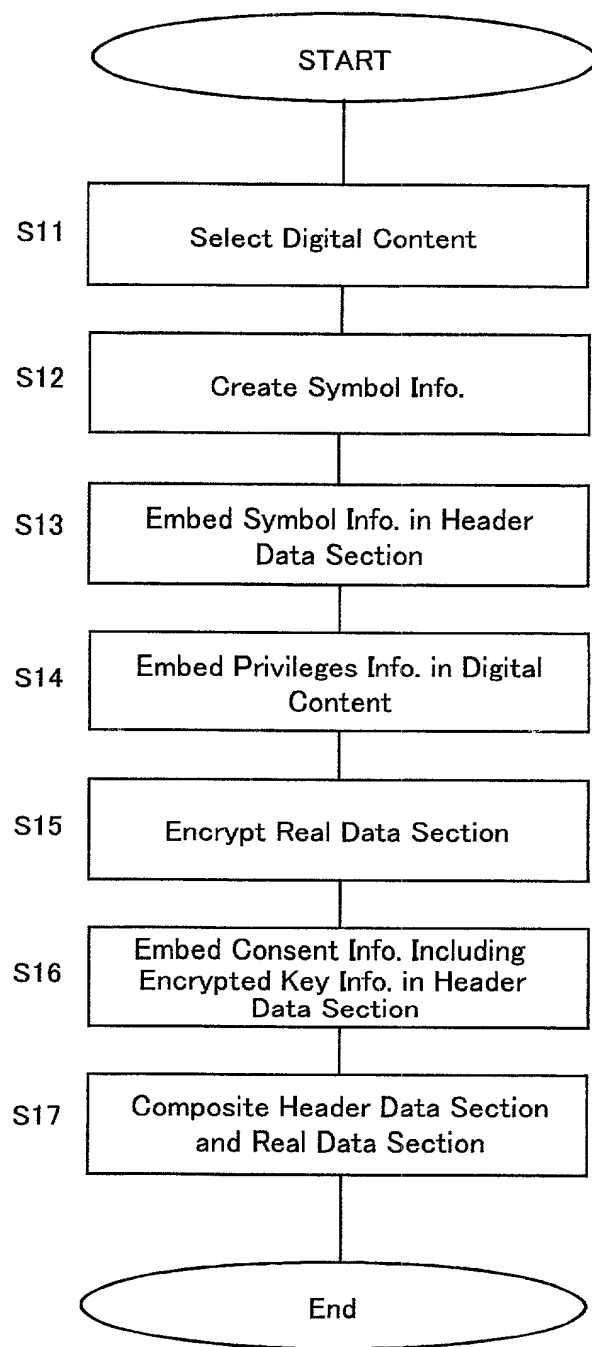 START
S11
Select Digital Content
S12
Create Symbol Info.
S13
Embed Symbol Info. in Header
Data Section
S14
Embed Privileges Info. in Digital
Content
S15
Encrypt Real Data Section
S16
Embed Consent Info. Including
Encrypted Key Info. in Header
Data Section
S17
Composite Header Data Section
and Real Data Section
End